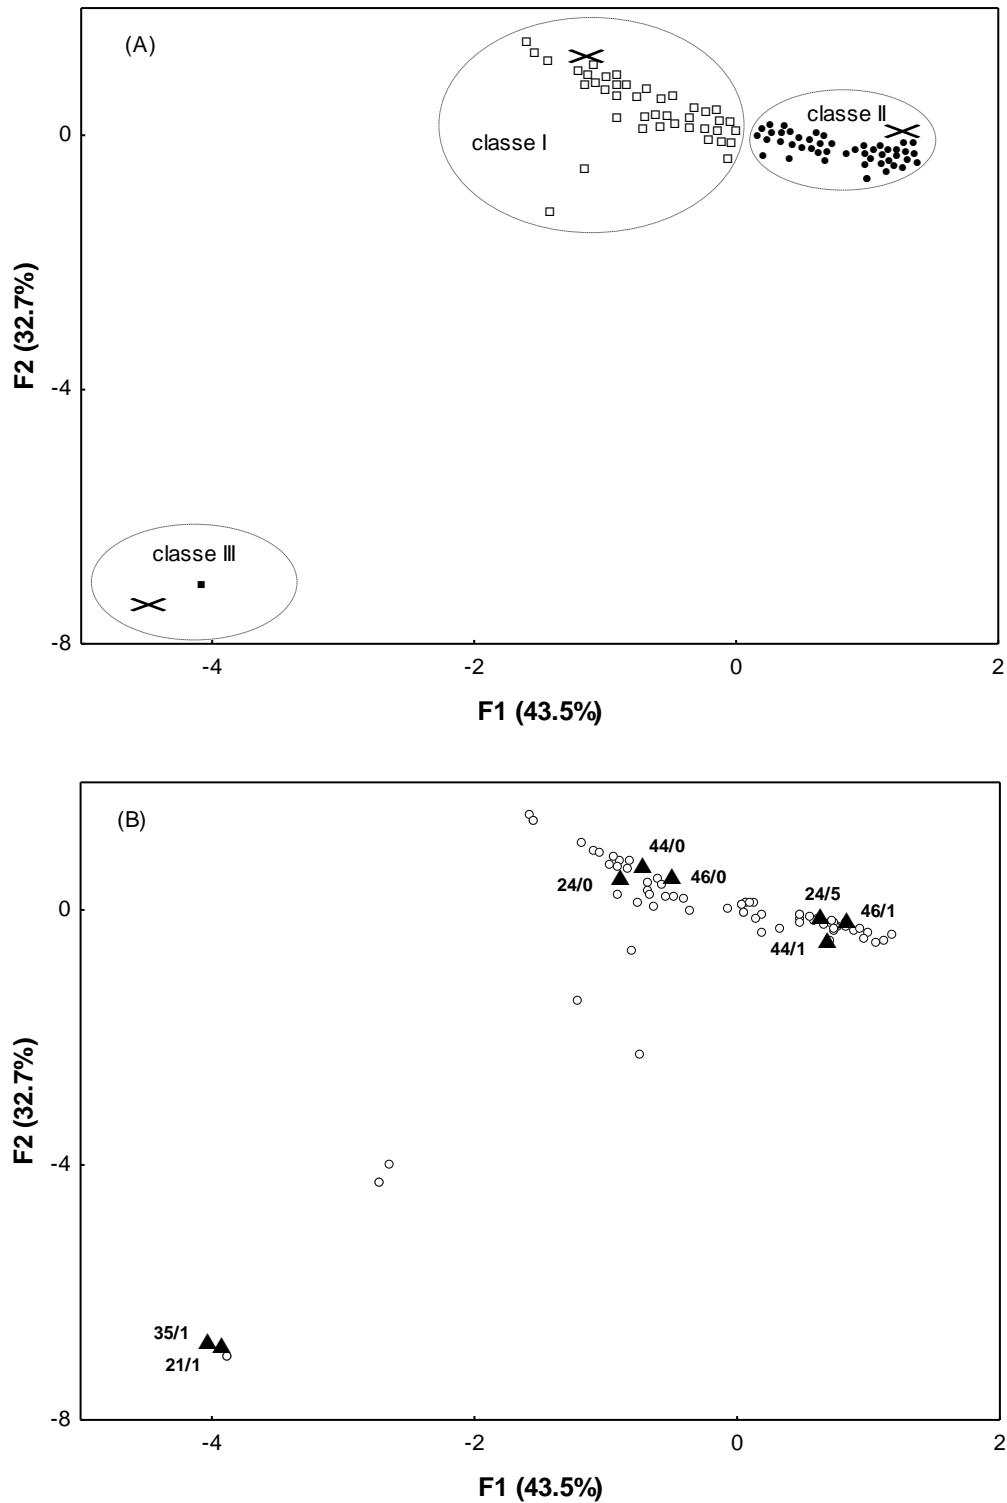 (A)
classe I
classe II
0
-4
classe III
-8
-4
-2
0
2
F2 (32.7%)
F1 (43.5%)
(B)
44/0
24/0
46/0
24/5
46/1
44/1
0
-4
35/1
21/1
-8
-4
-2
0
2
F2 (32.7%)
F1 (43.5%)